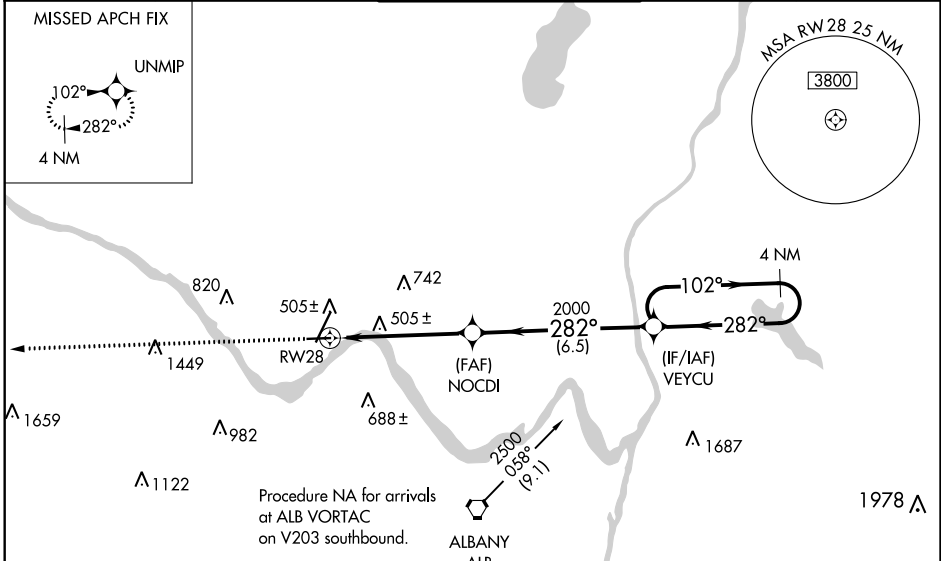 MISSED APCH FIX
UNMIP
102°
282°
4 NM
MSA RW28 25 NM
3800
4 NM
102°
282°
820
742
505±
505±
2000
282°
(6.5)
RW28
(FAF)
NOCDI
(IF/IAF)
VEYCU
1449
1659
982
688±
1687
1122
2500
058°
(9.1)
1978
Procedure NA for arrivals
at ALB VORTAC
on V203 southbound.
ALBANY
ALB